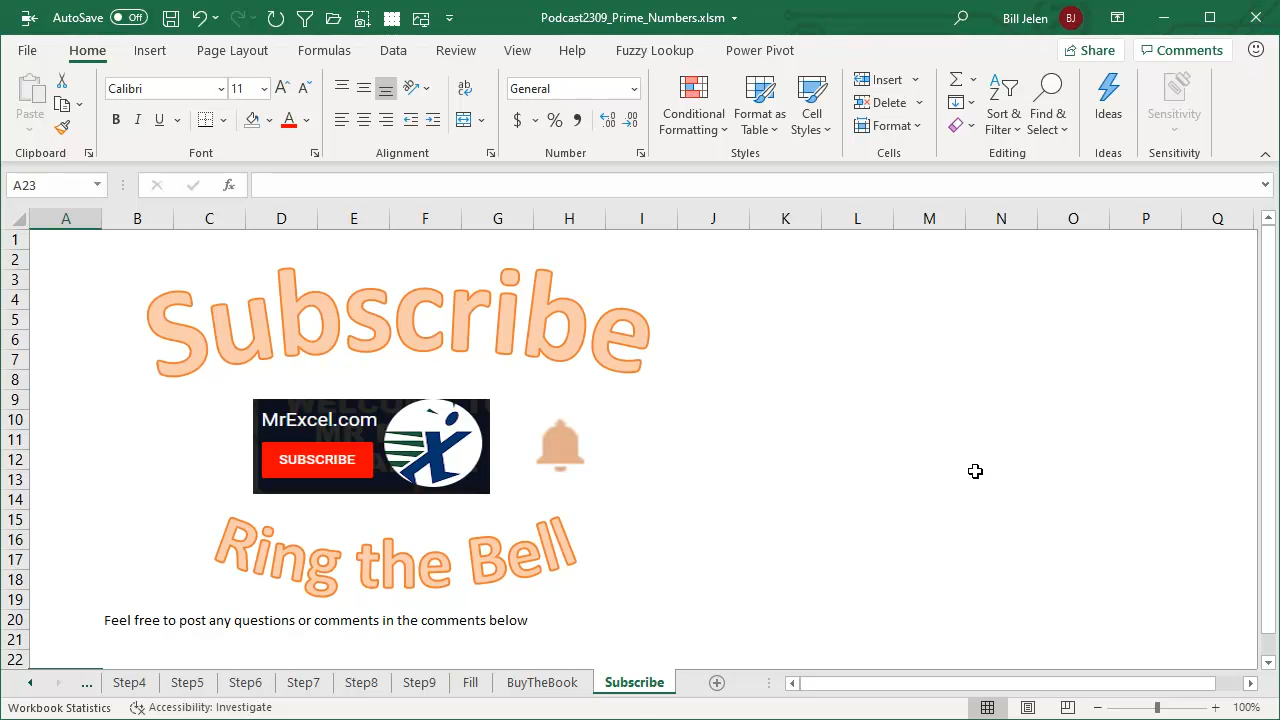 AutoSave Off Podcast2309_Prime_Numbers.xlsm Bill Jelen BJ
File Home Insert Page Layout Formulas Data Review View Help Fuzzy Lookup Power Pivot Share Comments
Calibri 11 General Insert
Paste Conditional Formatting Format as Table Cell Styles Delete Sort & Filter Find & Select Ideas Sensitivity
Format
Clipboard Font Alignment Number Styles Cells Editing Ideas Sensitivity
A23 fx
A B C D E F G H I J K L M N O P Q
1
2
3
4
5
6
7
8
9
10
11
12
13
14
15
16
17
18
19
20
21
22
Subscribe
MrExcel.com
SUBSCRIBE
Ring the Bell
Feel free to post any questions or comments in the comments below
... Step4 Step5 Step6 Step7 Step8 Step9 Fill BuyTheBook Subscribe
Workbook Statistics Accessibility: Investigate 100%